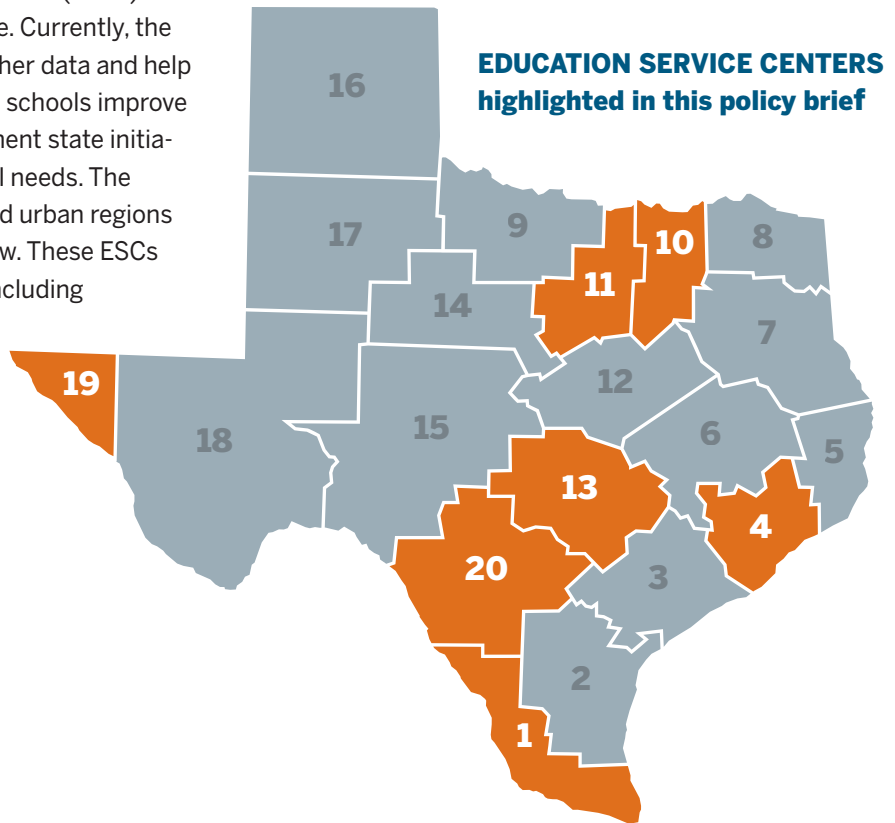 e. Currently, the
her data and help
schools improve
ment state initia-
l needs. The
d urban regions
w. These ESCs
ncluding
EDUCATION SERVICE CENTERS
highlighted in this policy brief
16
17
9
10
8
11
14
7
19
12
18
15
6
5
13
4
20
3
2
1